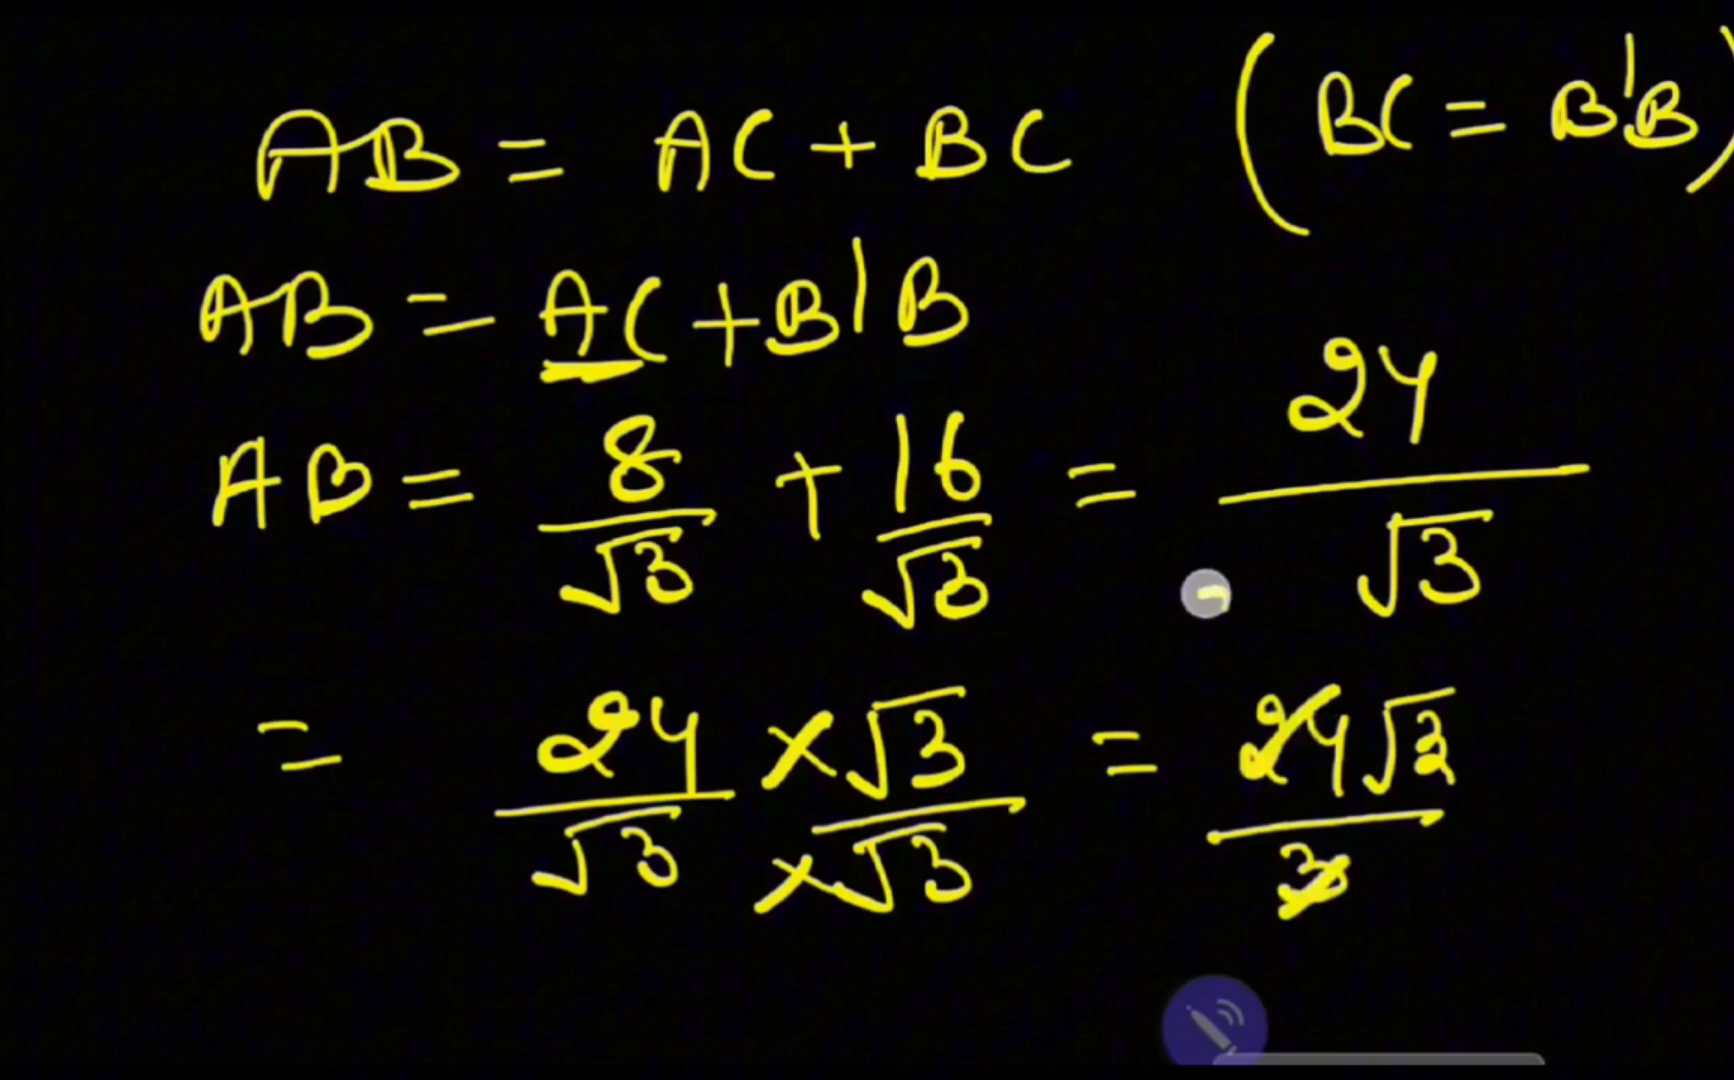 AB = AC + BC (BC = B'B)
AB = AC + B'B
AB = 8/√3 + 16/√3 = 24/√3
= 24/√3 × √3/×√3 = 24√3/3